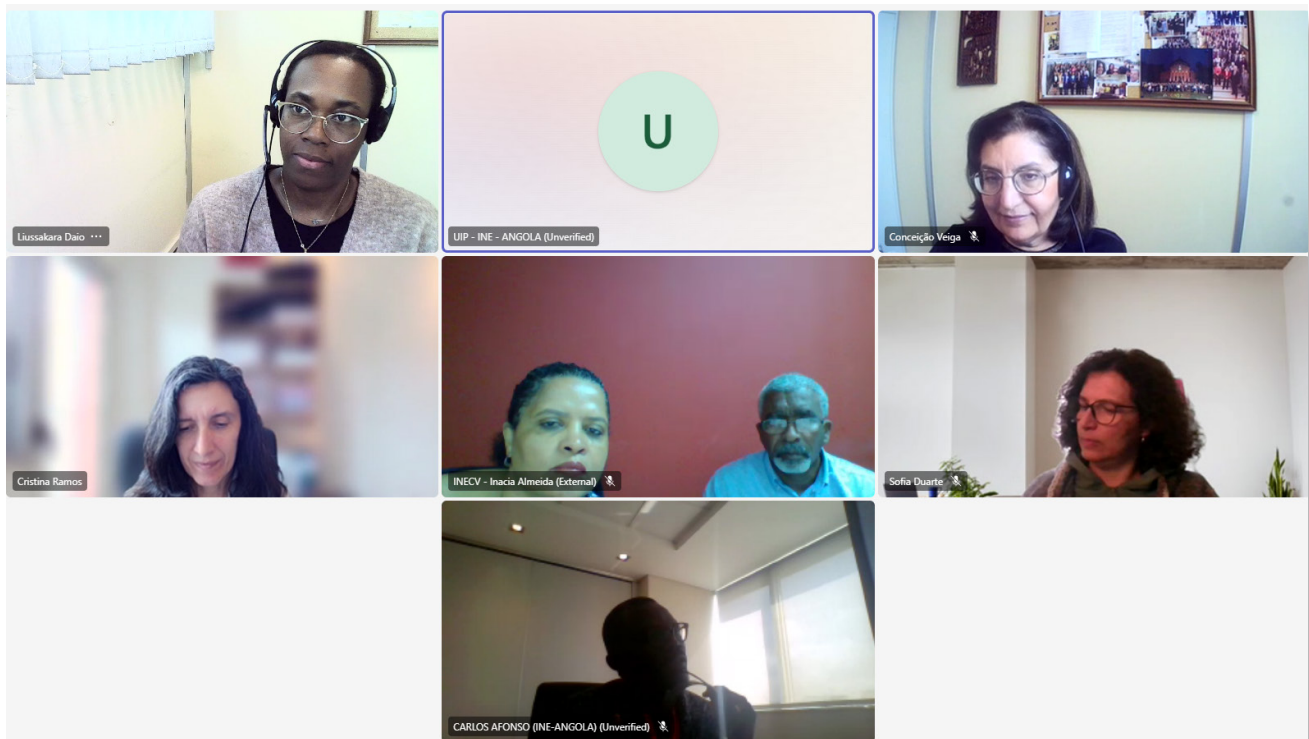 Liussakara Daio ...
U
UIP - INE - ANGOLA (Unverified)
Conceição Veiga
Cristina Ramos
INECV - Inacia Almeida (External)
Sofia Duarte
CARLOS AFONSO (INE-ANGOLA) (Unverified)